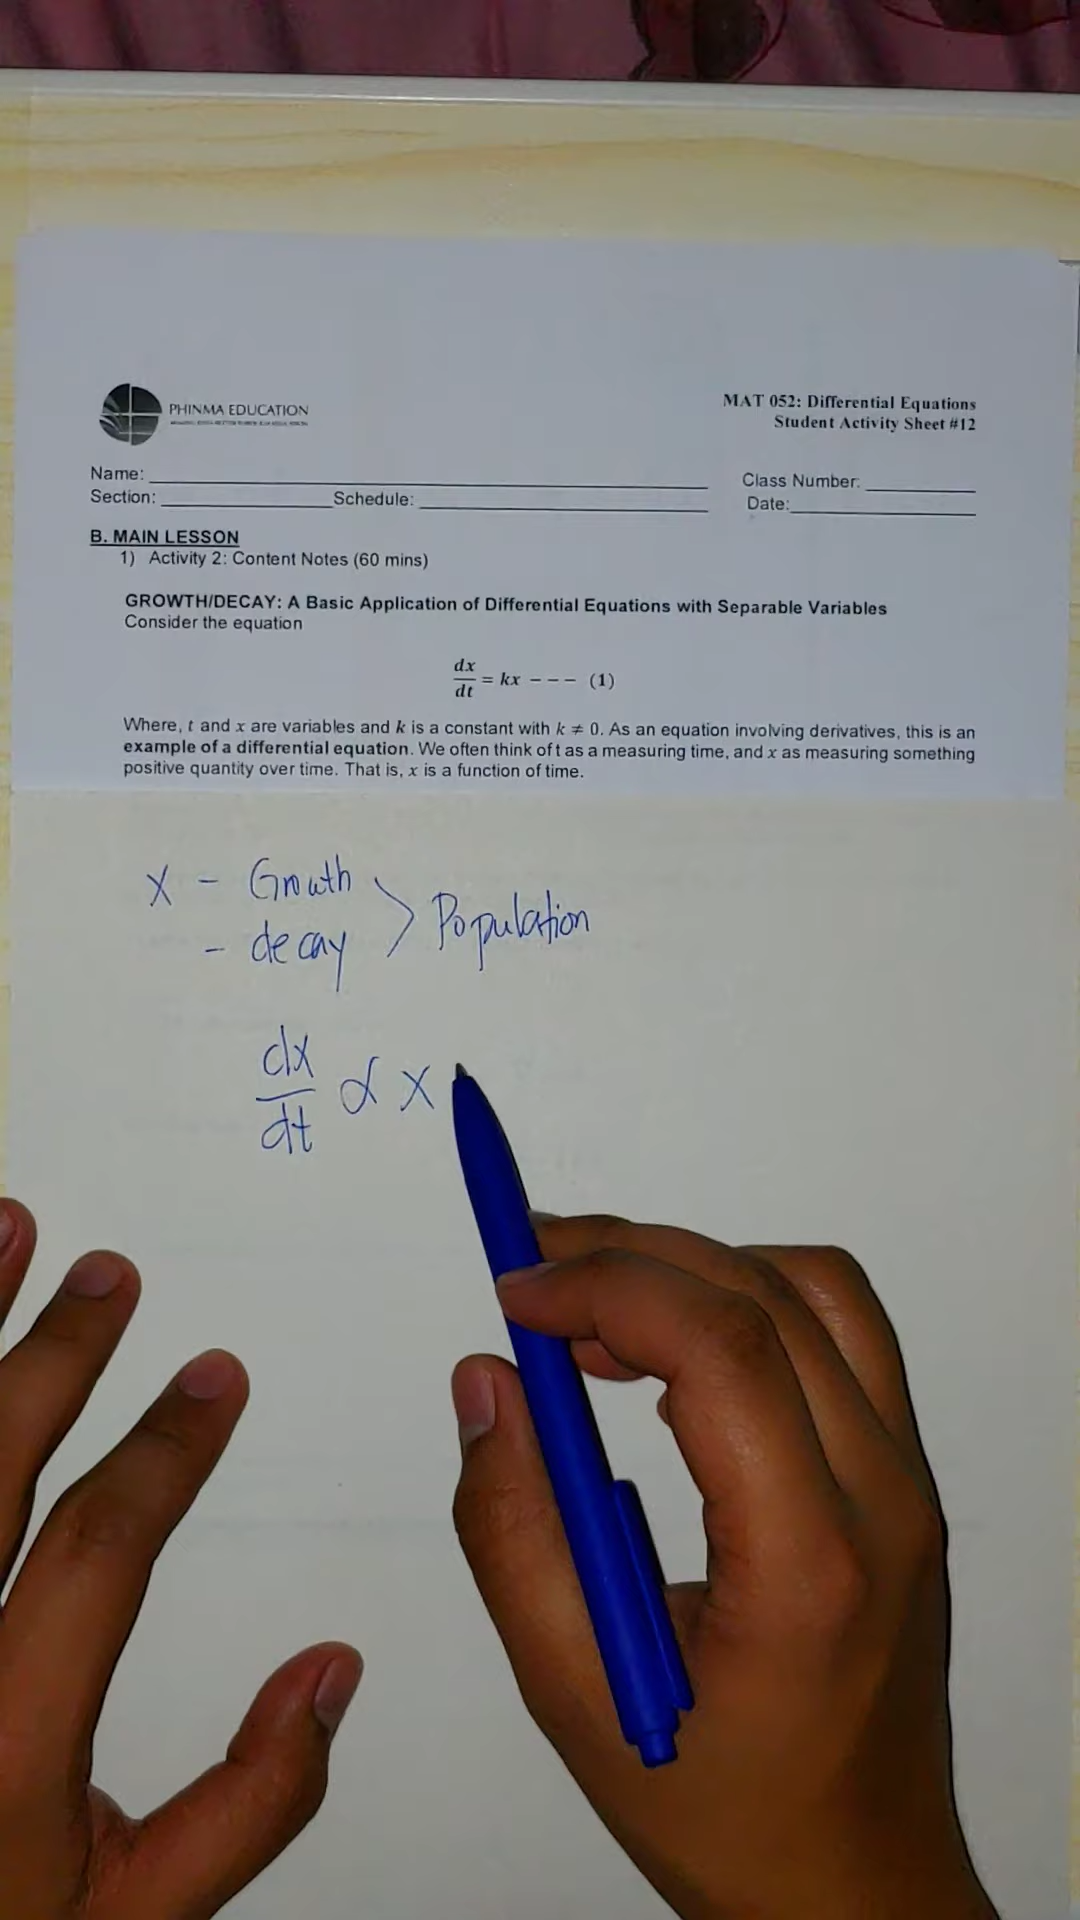 PHINMA EDUCATION
MAT 052: Differential Equations
Student Activity Sheet #12
Name:
Class Number:
Section: Schedule:
Date:
B. MAIN LESSON
1) Activity 2: Content Notes (60 mins)
GROWTH/DECAY: A Basic Application of Differential Equations with Separable Variables
Consider the equation
dx/dt = kx − − − (1)
Where, t and x are variables and k is a constant with k ≠ 0. As an equation involving derivatives, this is an
example of a differential equation. We often think of t as a measuring time, and x as measuring something
positive quantity over time. That is, x is a function of time.
x - Growth
- decay > Population
dx/dt ∝ x